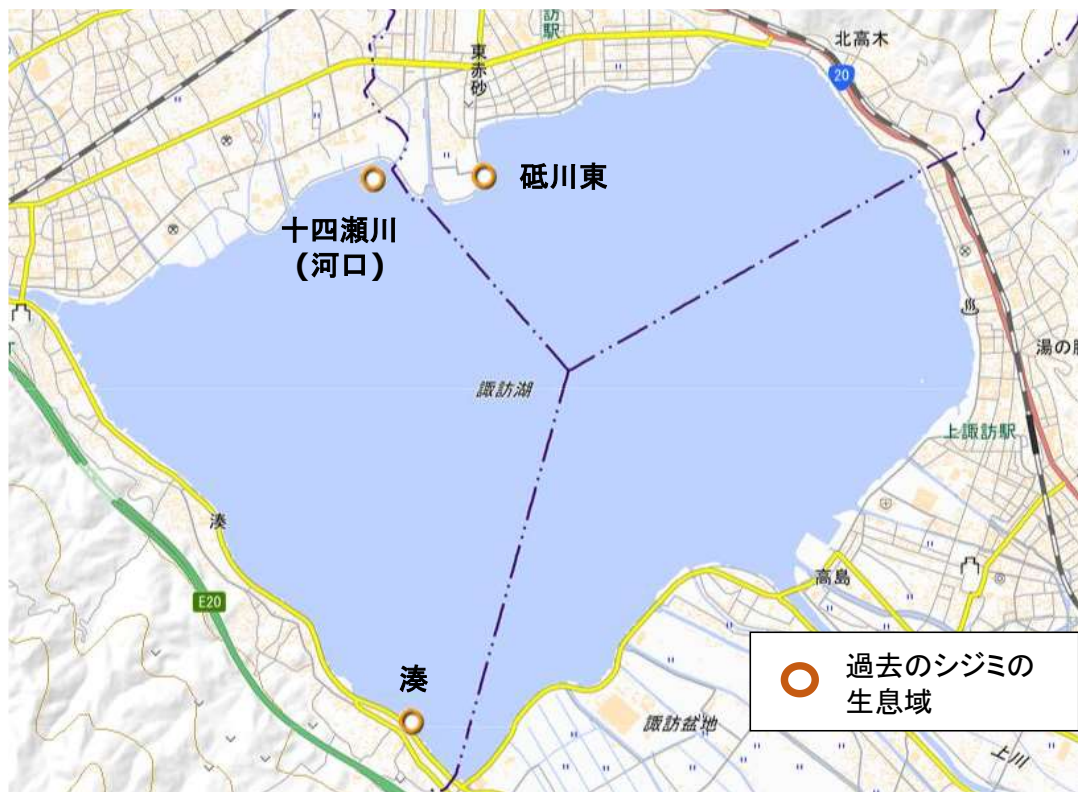 訪駅
東赤砂
北高木
20
砥川東
十四瀬川
(河口)
湯の脇
諏訪湖
上諏訪駅
湊
高島
E20
湊
諏訪盆地
上川
過去のシジミの
生息域